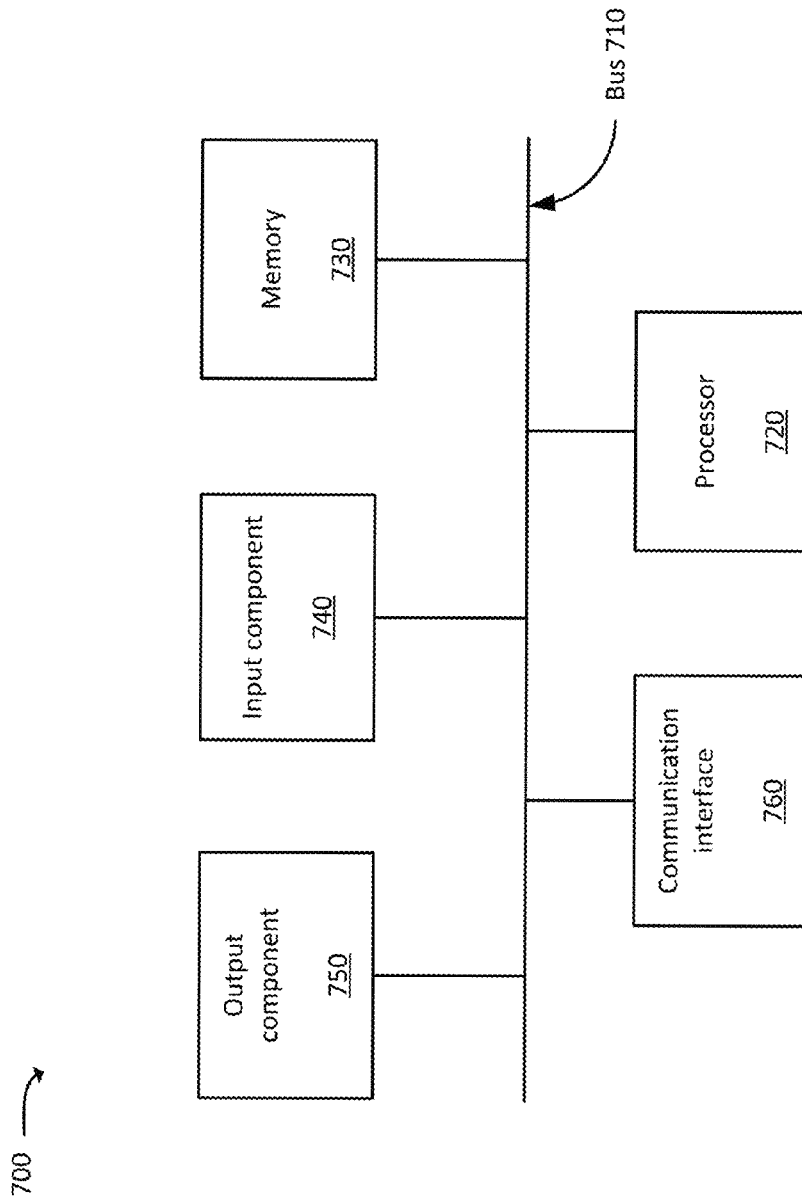 700
Output
component
750
Input component
740
Memory
730
Bus 710
Communication
interface
760
Processor
720